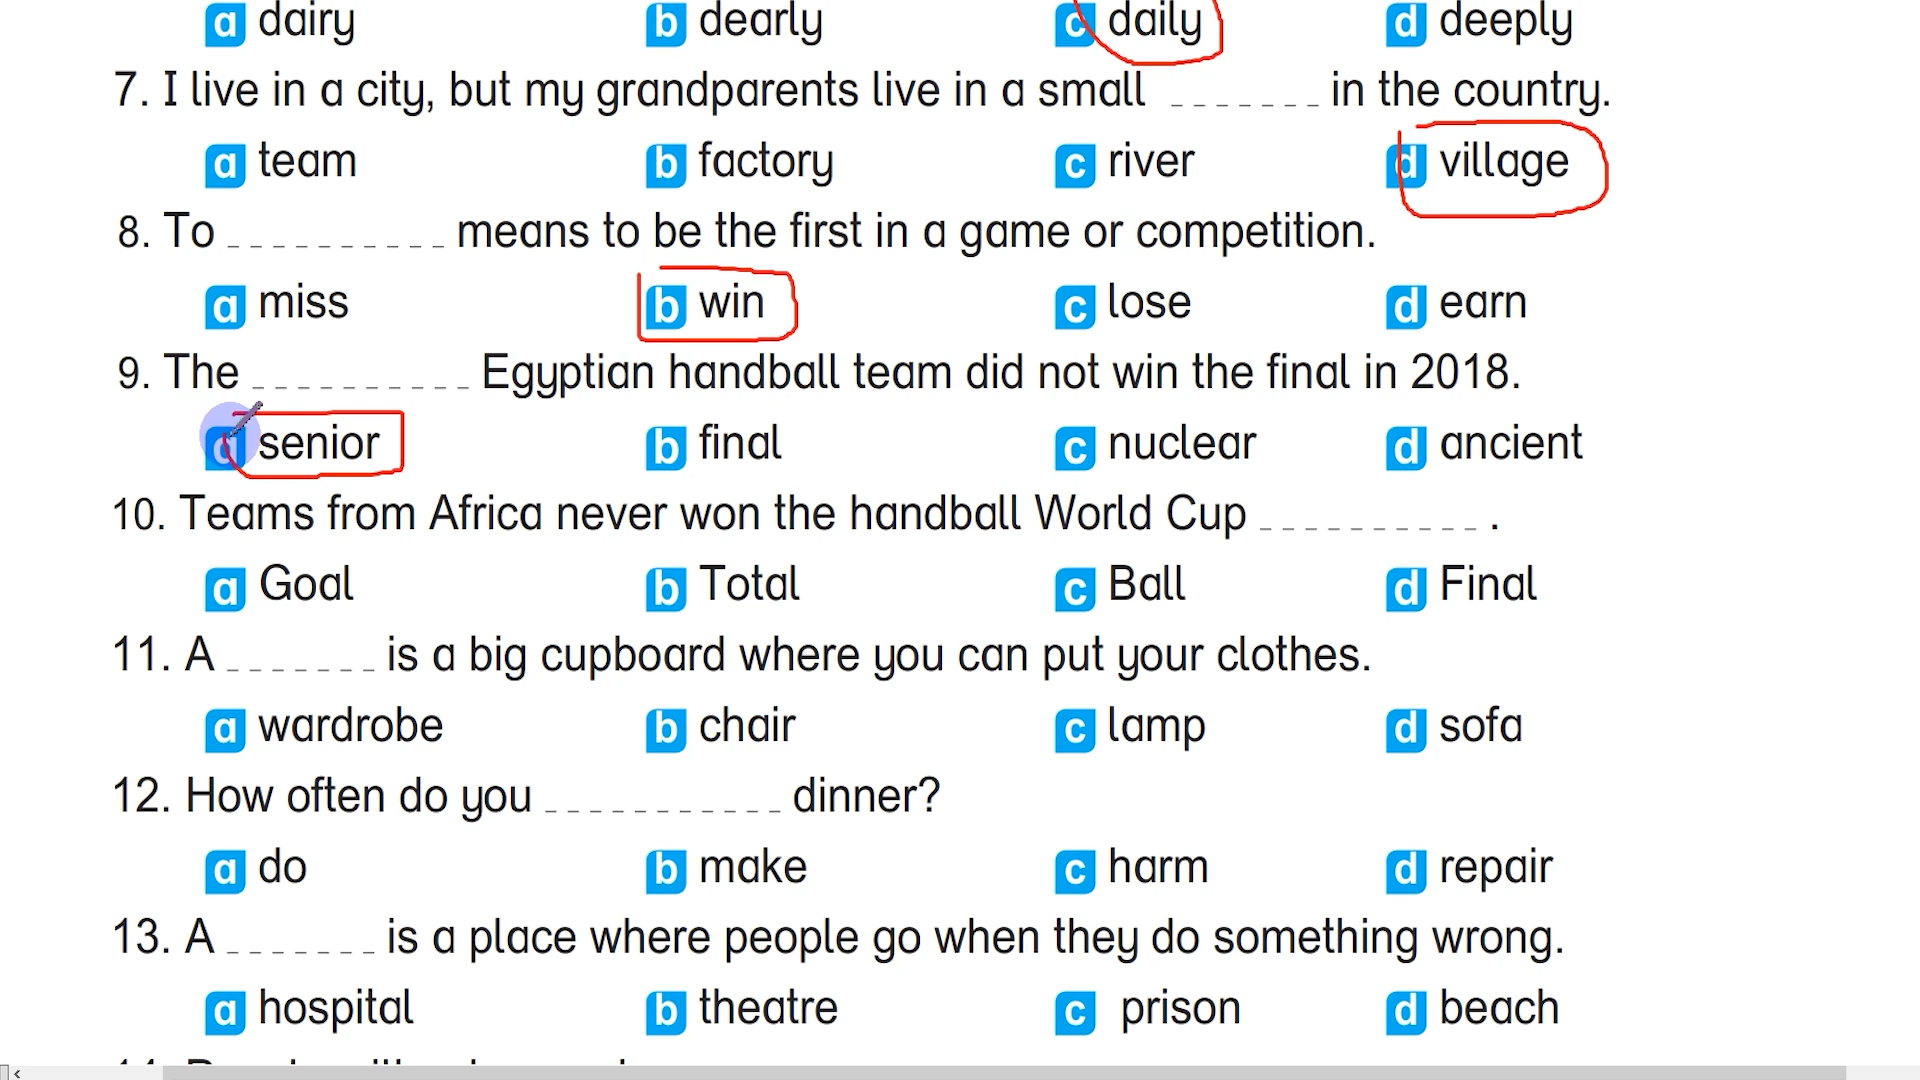 a dairy b dearly c daily d deeply
7. I live in a city, but my grandparents live in a small _______ in the country.
a team b factory c river d village
8. To __________ means to be the first in a game or competition.
a miss b win c lose d earn
9. The __________ Egyptian handball team did not win the final in 2018.
a senior b final c nuclear d ancient
10. Teams from Africa never won the handball World Cup __________ .
a Goal b Total c Ball d Final
11. A _______ is a big cupboard where you can put your clothes.
a wardrobe b chair c lamp d sofa
12. How often do you ___________ dinner?
a do b make c harm d repair
13. A _______ is a place where people go when they do something wrong.
a hospital b theatre c prison d beach